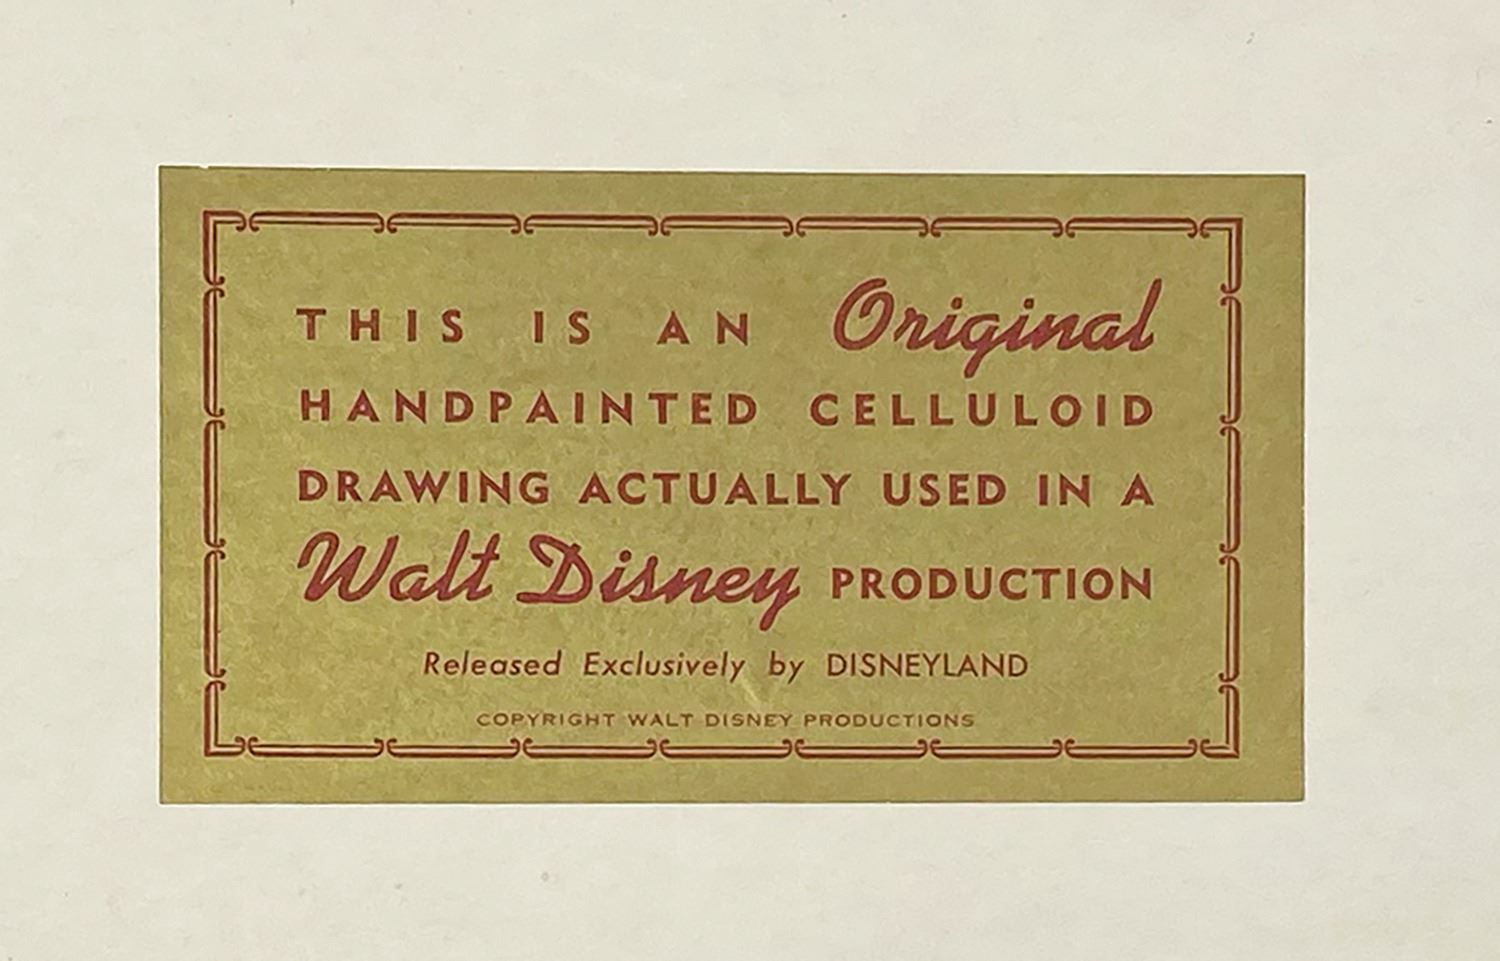 THIS IS AN Original
HANDPAINTED CELLULOID
DRAWING ACTUALLY USED IN A
Walt Disney PRODUCTION
Released Exclusively by DISNEYLAND
COPYRIGHT WALT DISNEY PRODUCTIONS